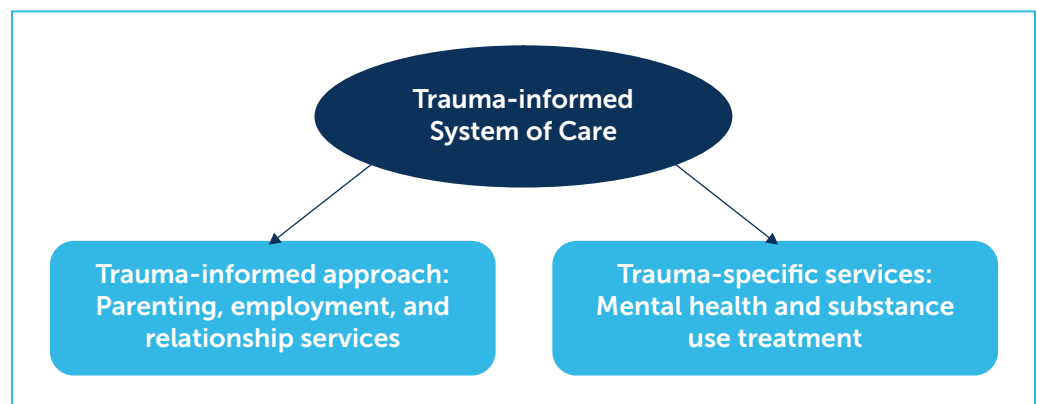 Trauma-informed
System of Care
Trauma-informed approach:
Parenting, employment, and
relationship services
Trauma-specific services:
Mental health and substance
use treatment